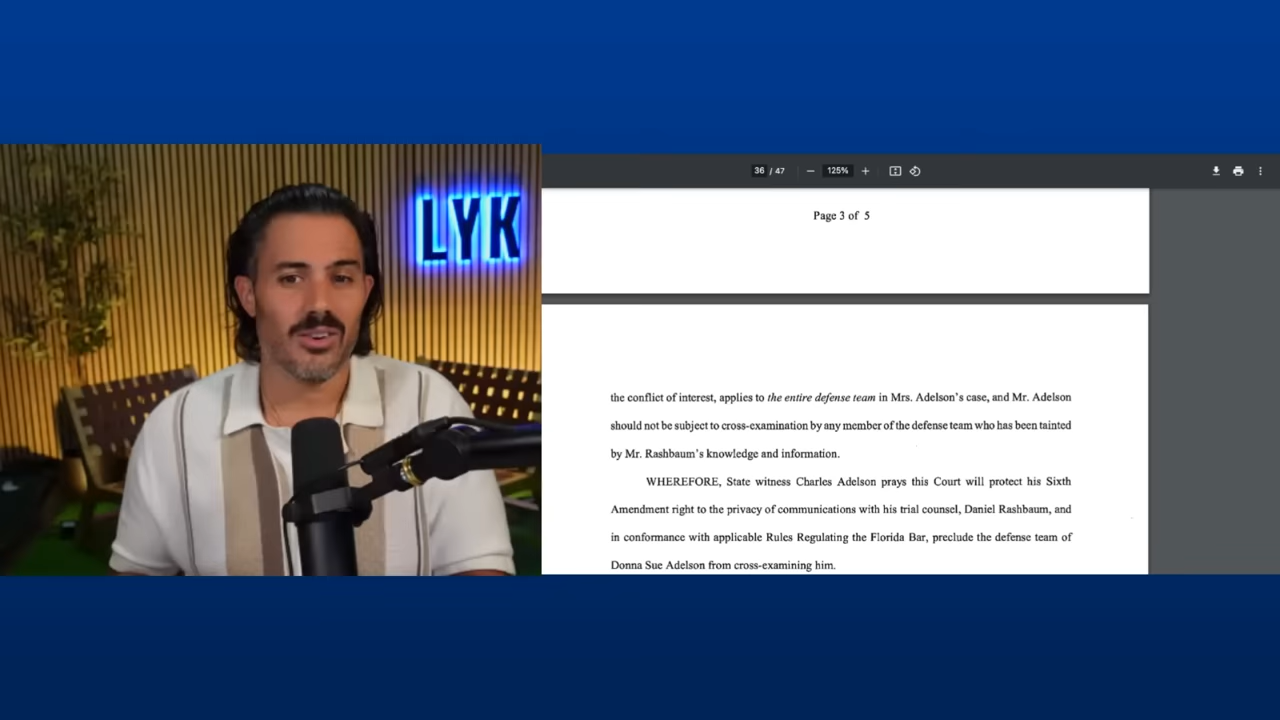 LYK
36 / 47
125%
Page 3 of 5
the conflict of interest, applies to the entire defense team in Mrs. Adelson's case, and Mr. Adelson
should not be subject to cross-examination by any member of the defense team who has been tainted
by Mr. Rashbaum's knowledge and information.
WHEREFORE, State witness Charles Adelson prays this Court will protect his Sixth
Amendment right to the privacy of communications with his trial counsel, Daniel Rashbaum, and
in conformance with applicable Rules Regulating the Florida Bar, preclude the defense team of
Donna Sue Adelson from cross-examining him.